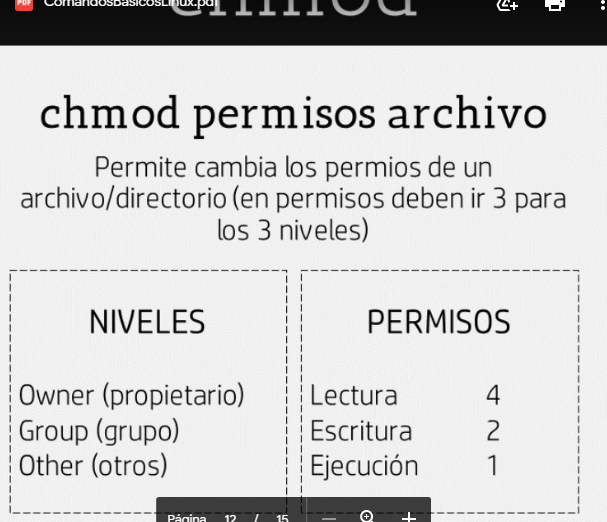 ComandosBasicosLinux.pdf
chmod
chmod permisos archivo
Permite cambia los permios de un
archivo/directorio (en permisos deben ir 3 para
los 3 niveles)
NIVELES
Owner (propietario)
Group (grupo)
Other (otros)
PERMISOS
Lectura 4
Escritura 2
Ejecución 1
Página 12 / 15